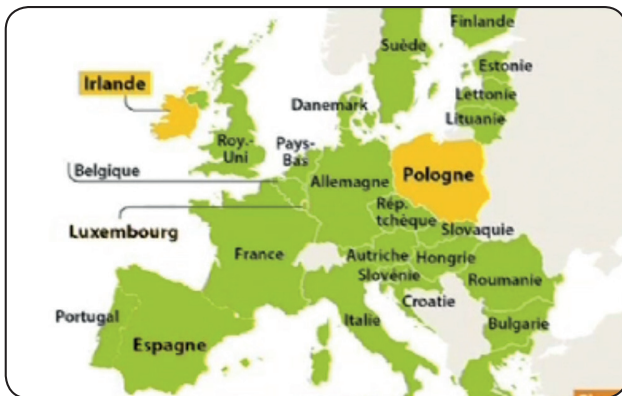 Finlande
Suède
Estonie
Lettonie
Lituanie
Irlande
Danemark
Roy.-
Uni
Pays-
Bas
Belgique
Allemagne
Pologne
Rép.
tchèque
Slovaquie
Luxembourg
France
Autriche
Hongrie
Slovénie
Roumanie
Croatie
Portugal
Espagne
Italie
Bulgarie